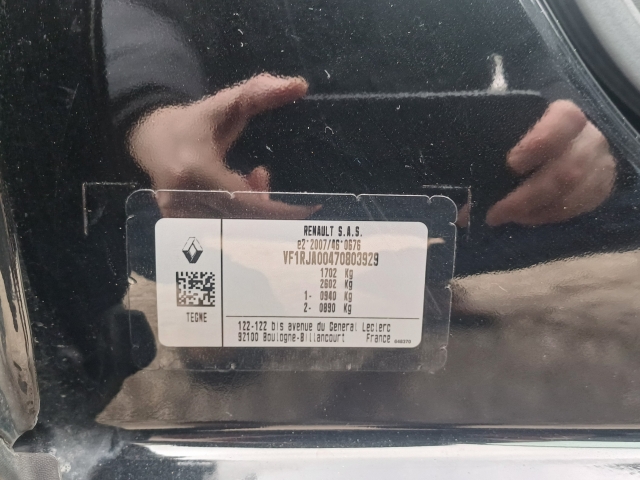 RENAULT S.A.S.
e2*2007/46*0676
VF1RJA00470803929
1702 Kg
2602 Kg
1- 0940 Kg
2- 0890 Kg
TEGNE
122-122 bis avenue du General Leclerc
92100 Boulogne-Billancourt France